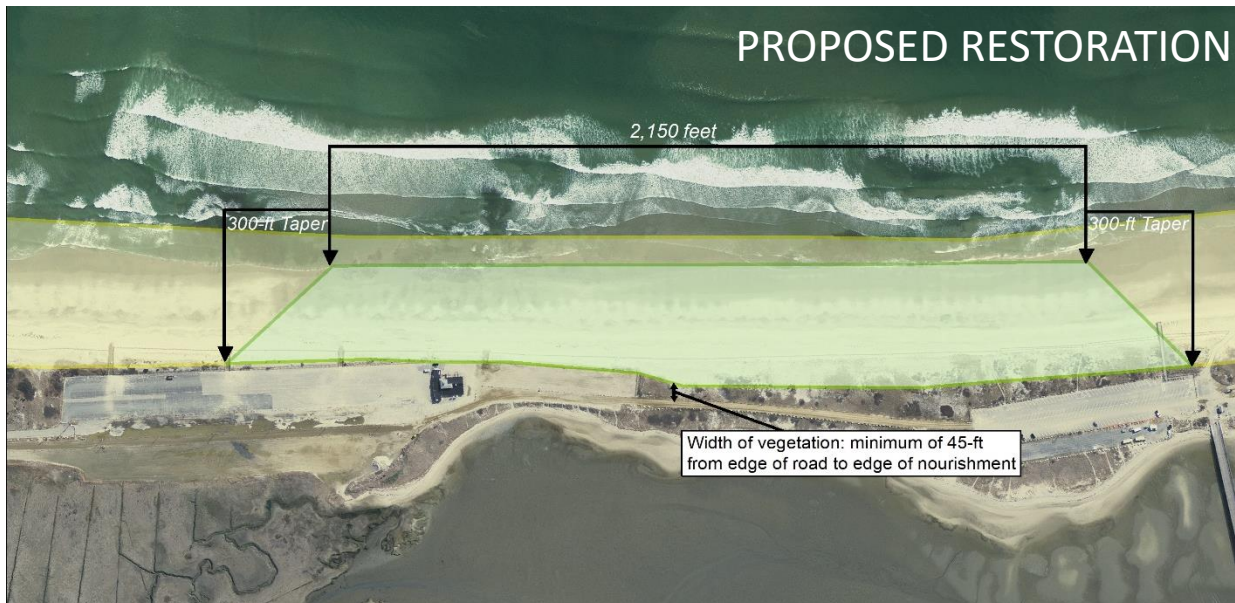 PROPOSED RESTORATION
2,150 feet
300-ft Taper
300-ft Taper
Width of vegetation: minimum of 45-ft
from edge of road to edge of nourishment